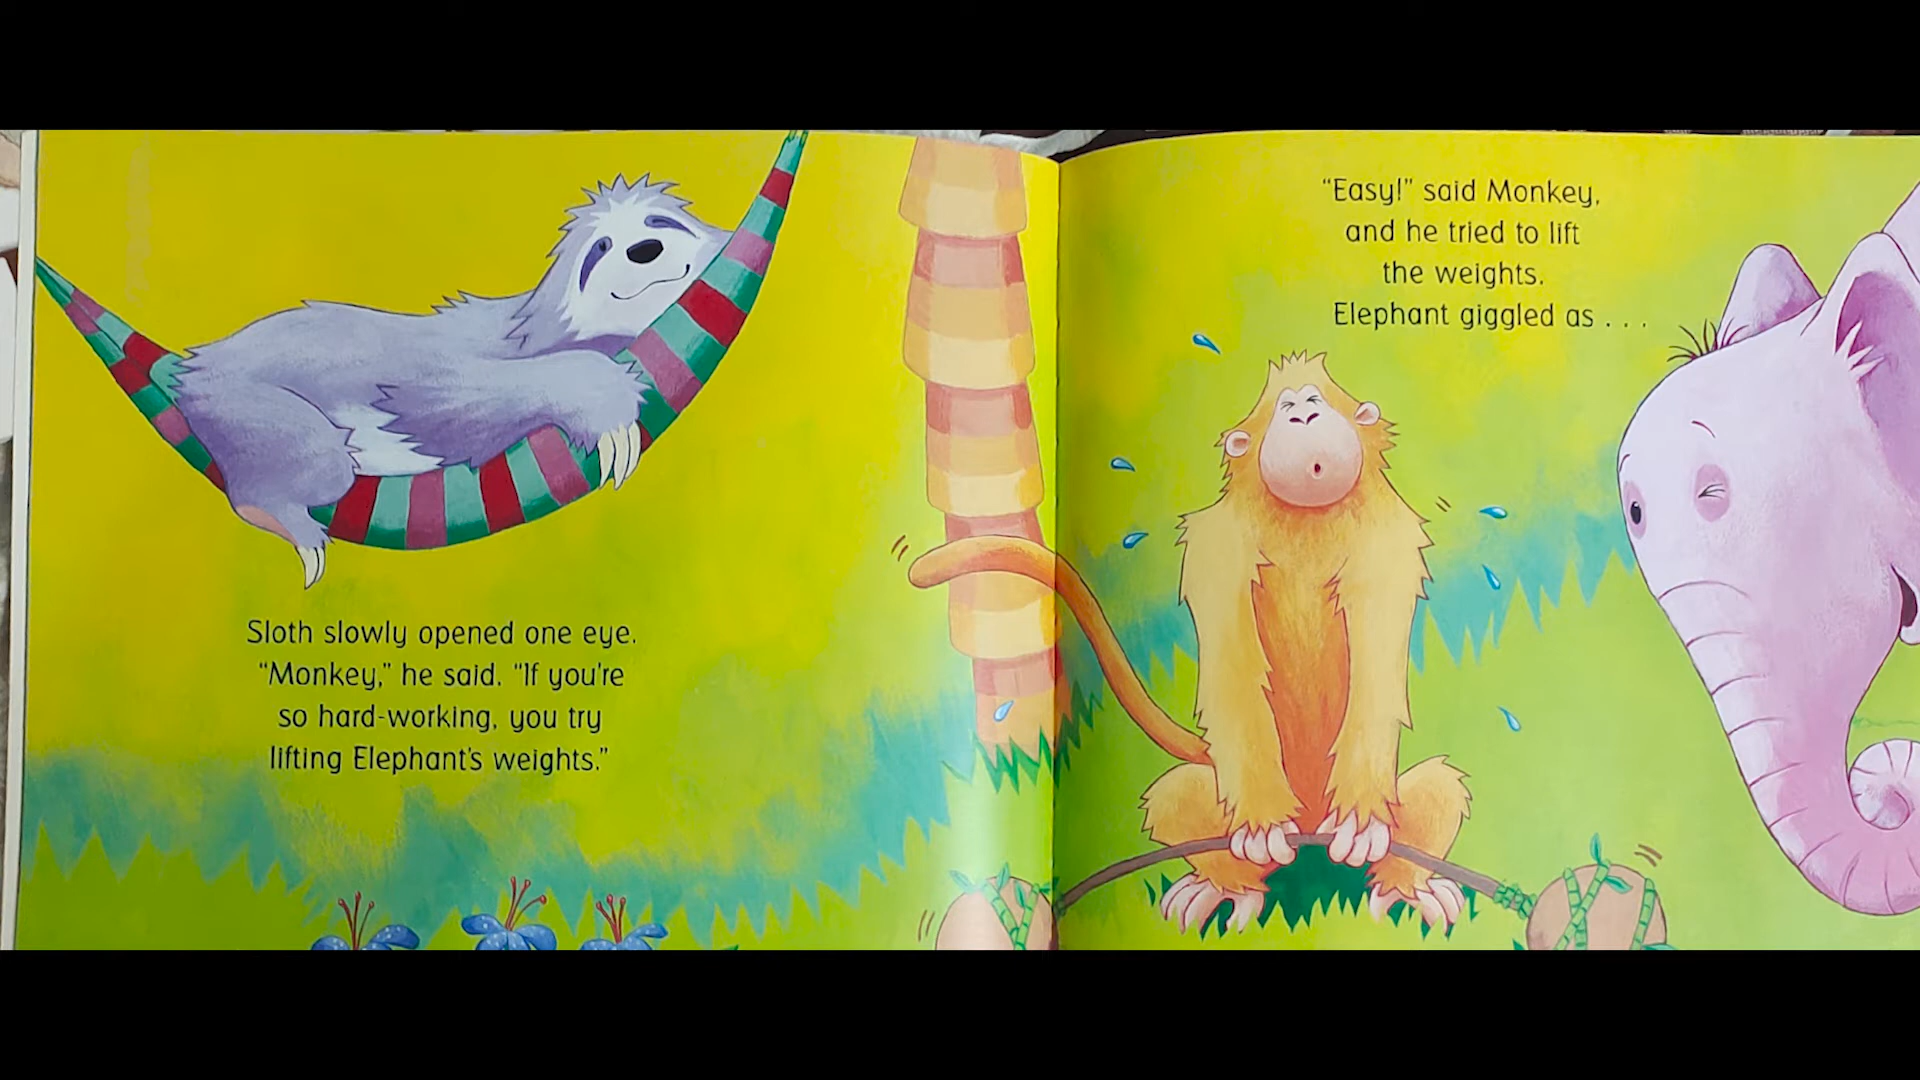 Sloth slowly opened one eye.
“Monkey,” he said. “If you're
so hard-working, you try
lifting Elephant's weights.”
“Easy!” said Monkey,
and he tried to lift
the weights.
Elephant giggled as . . .